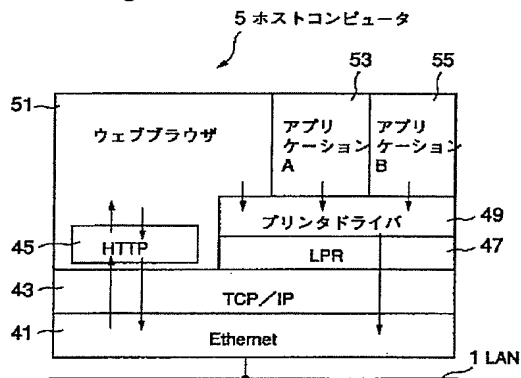 5 ホストコンピュータ
53
55
51
ウェブブラウザ
アプリ
ケーション
A
アプリ
ケーション
B
プリンタドライバ
49
45
HTTP
LPR
47
43
TCP/IP
41
Ethernet
1 LAN